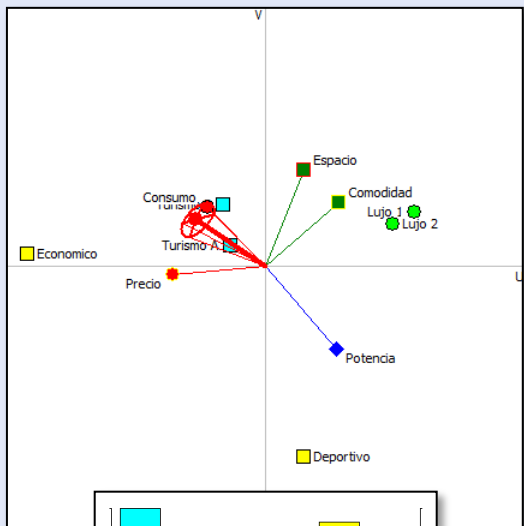 V
Espacio
Consumo
Comodidad
Lujo 1
Lujo 2
Turismo A
Economico
U
Precio
Potencia
Deportivo